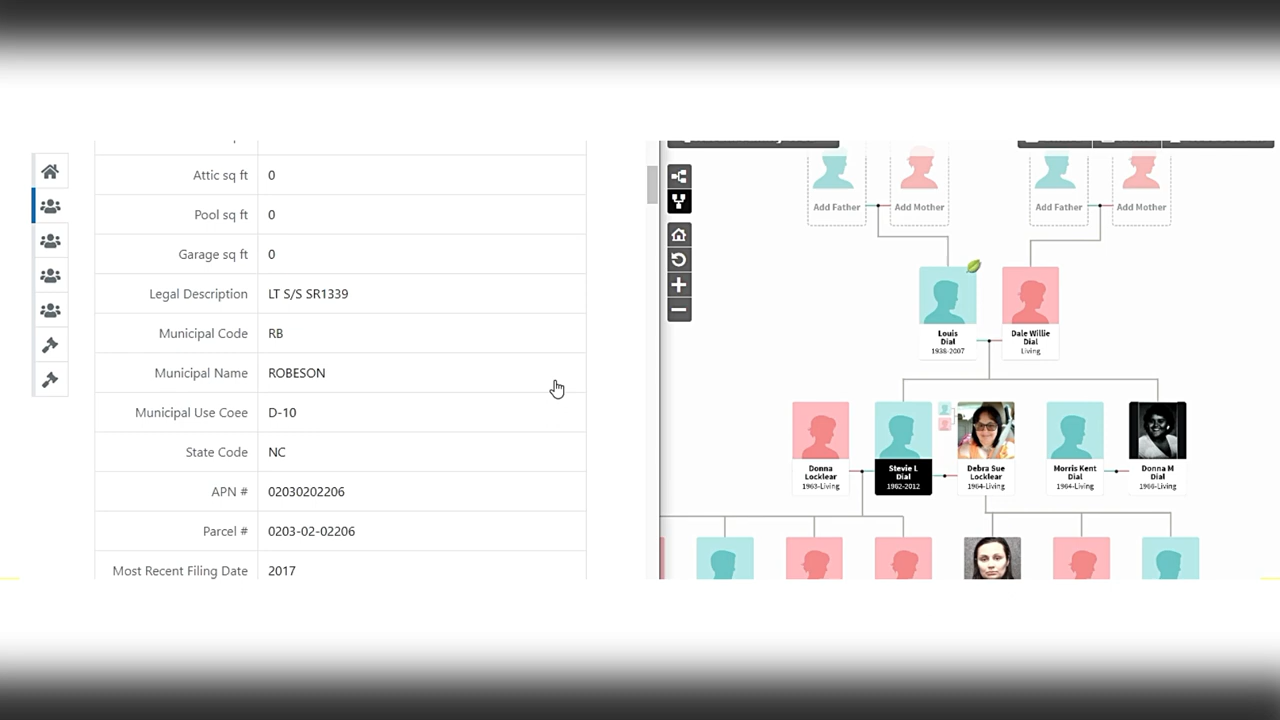 Attic sq ft 0
Pool sq ft 0
Garage sq ft 0
Legal Description LT S/S SR1339
Municipal Code RB
Municipal Name ROBESON
Municipal Use Coee D-10
State Code NC
APN # 02030202206
Parcel # 0203-02-02206
Most Recent Filing Date 2017
Add Father
Add Mother
Add Father
Add Mother
Louis
Dial
1938-2007
Dale Willie
Dial
Living
Donna
Locklear
1963-Living
Stevie L
Dial
1962-2012
Debra Sue
Locklear
1964-Living
Morris Kent
Dial
1964-Living
Donna M
Dial
1966-Living